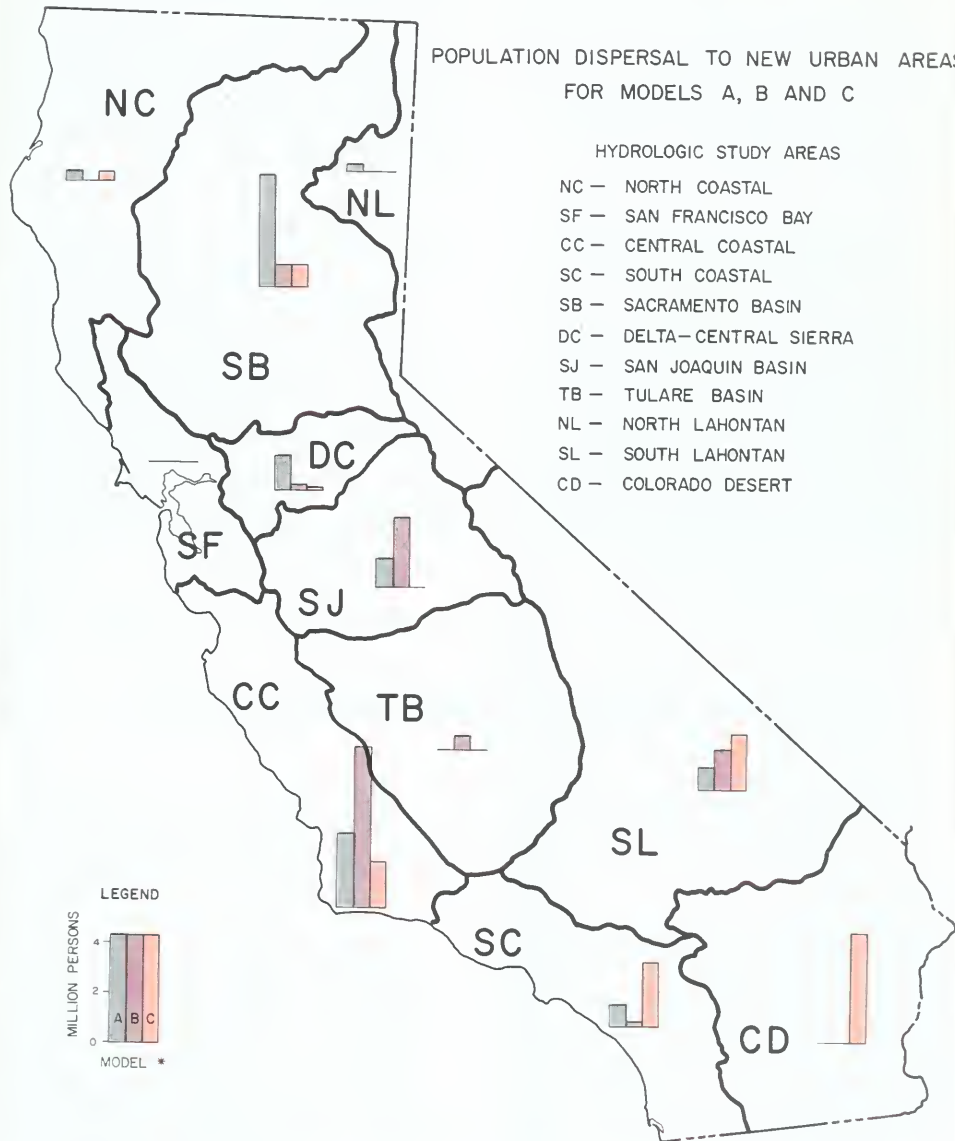 POPULATION DISPERSAL TO NEW URBAN AREAS
FOR MODELS A, B AND C
HYDROLOGIC STUDY AREAS
NC — NORTH COASTAL
SF — SAN FRANCISCO BAY
CC — CENTRAL COASTAL
SC — SOUTH COASTAL
SB — SACRAMENTO BASIN
DC — DELTA—CENTRAL SIERRA
SJ — SAN JOAQUIN BASIN
TB — TULARE BASIN
NL — NORTH LAHONTAN
SL — SOUTH LAHONTAN
CD — COLORADO DESERT
NC
NL
SB
DC
SF
SJ
CC
TB
SL
SC
CD
LEGEND
MILLION PERSONS
4
2
0
A B C
MODEL *